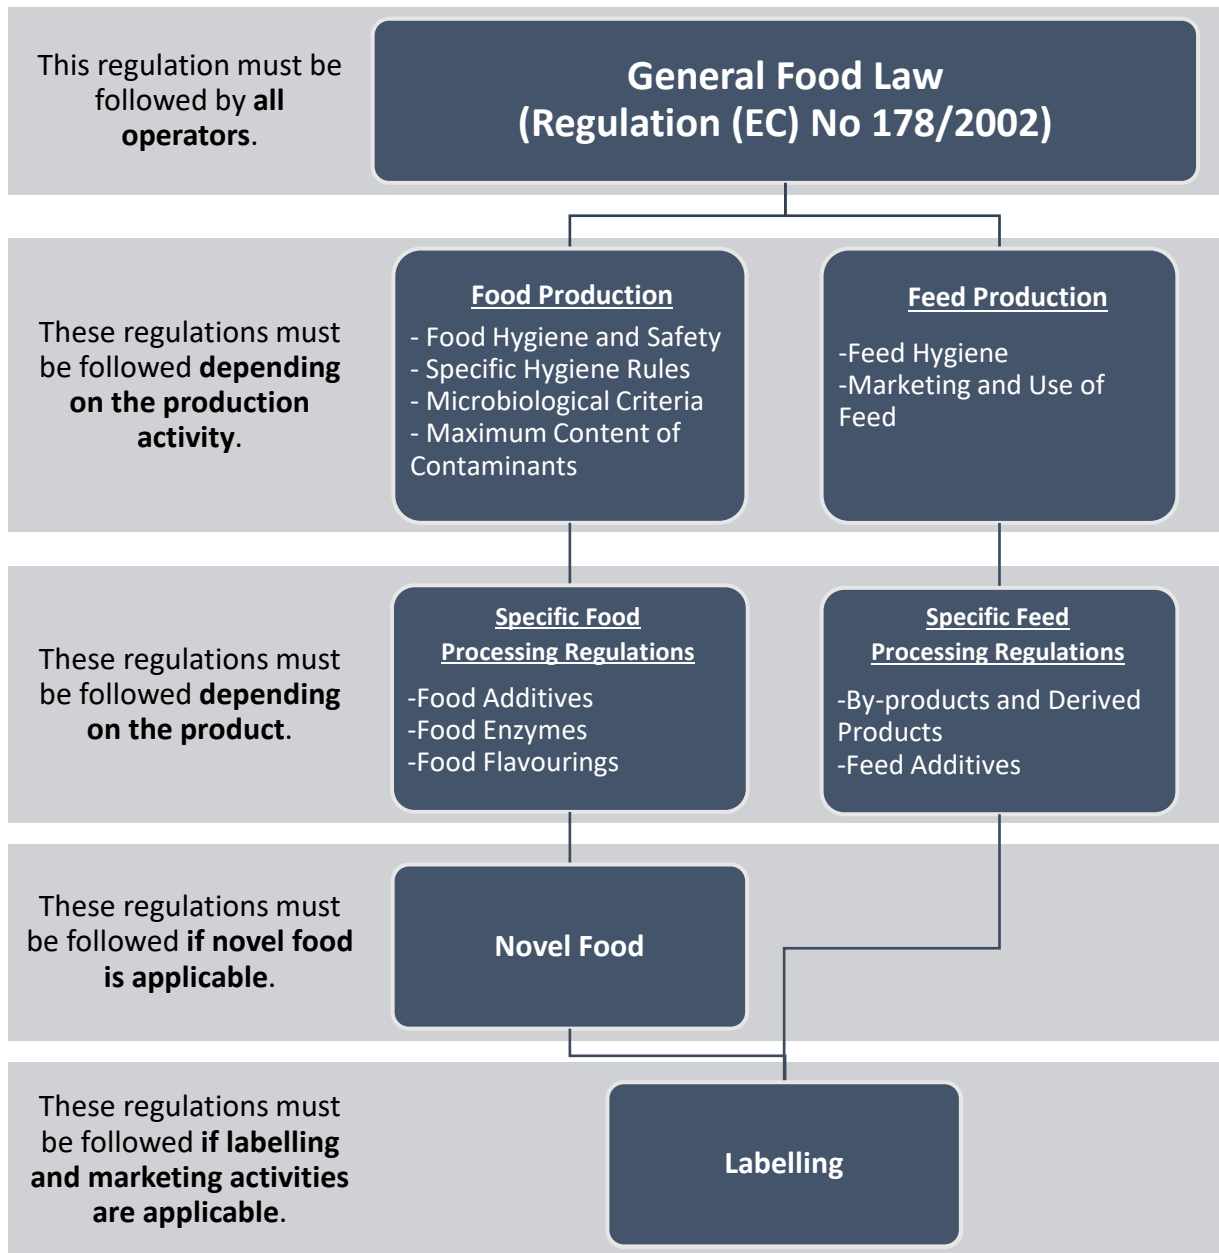 This regulation must be
followed by all
operators.
General Food Law
(Regulation (EC) No 178/2002)
These regulations must
be followed depending
on the production
activity.
Food Production
- Food Hygiene and Safety
- Specific Hygiene Rules
- Microbiological Criteria
- Maximum Content of
Contaminants
Feed Production
-Feed Hygiene
-Marketing and Use of
Feed
These regulations must
be followed depending
on the product.
Specific Food
Processing Regulations
-Food Additives
-Food Enzymes
-Food Flavourings
Specific Feed
Processing Regulations
-By-products and Derived
Products
-Feed Additives
These regulations must
be followed if novel food
is applicable.
Novel Food
These regulations must
be followed if labelling
and marketing activities
are applicable.
Labelling